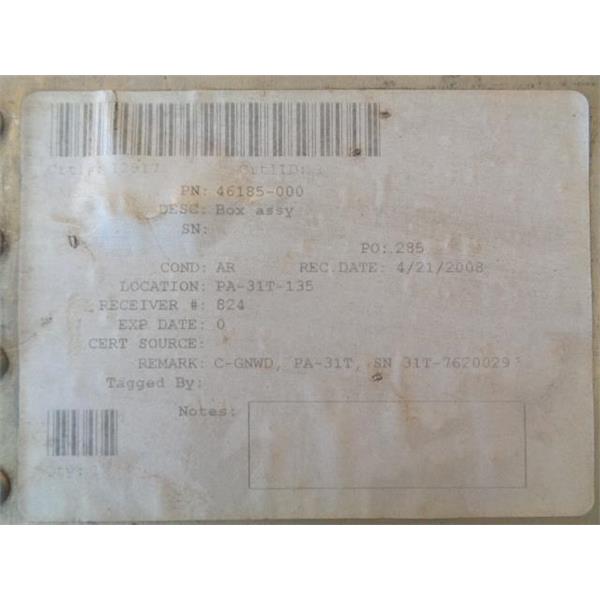 PN: 46185-000
DESC: Box assy
SN:
PO: 285
COND: AR REC.DATE: 4/21/2008
LOCATION: PA-31T-135
RECEIVER #: 824
EXP DATE: 0
CERT SOURCE:
REMARK: C-GNWD, PA-31T, SN 31T-7620029
Tagged By:
Notes: